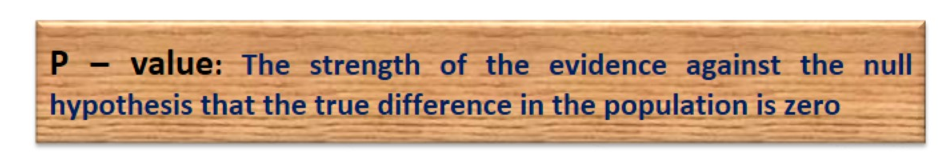 P – value: The strength of the evidence against the null
hypothesis that the true difference in the population is zero